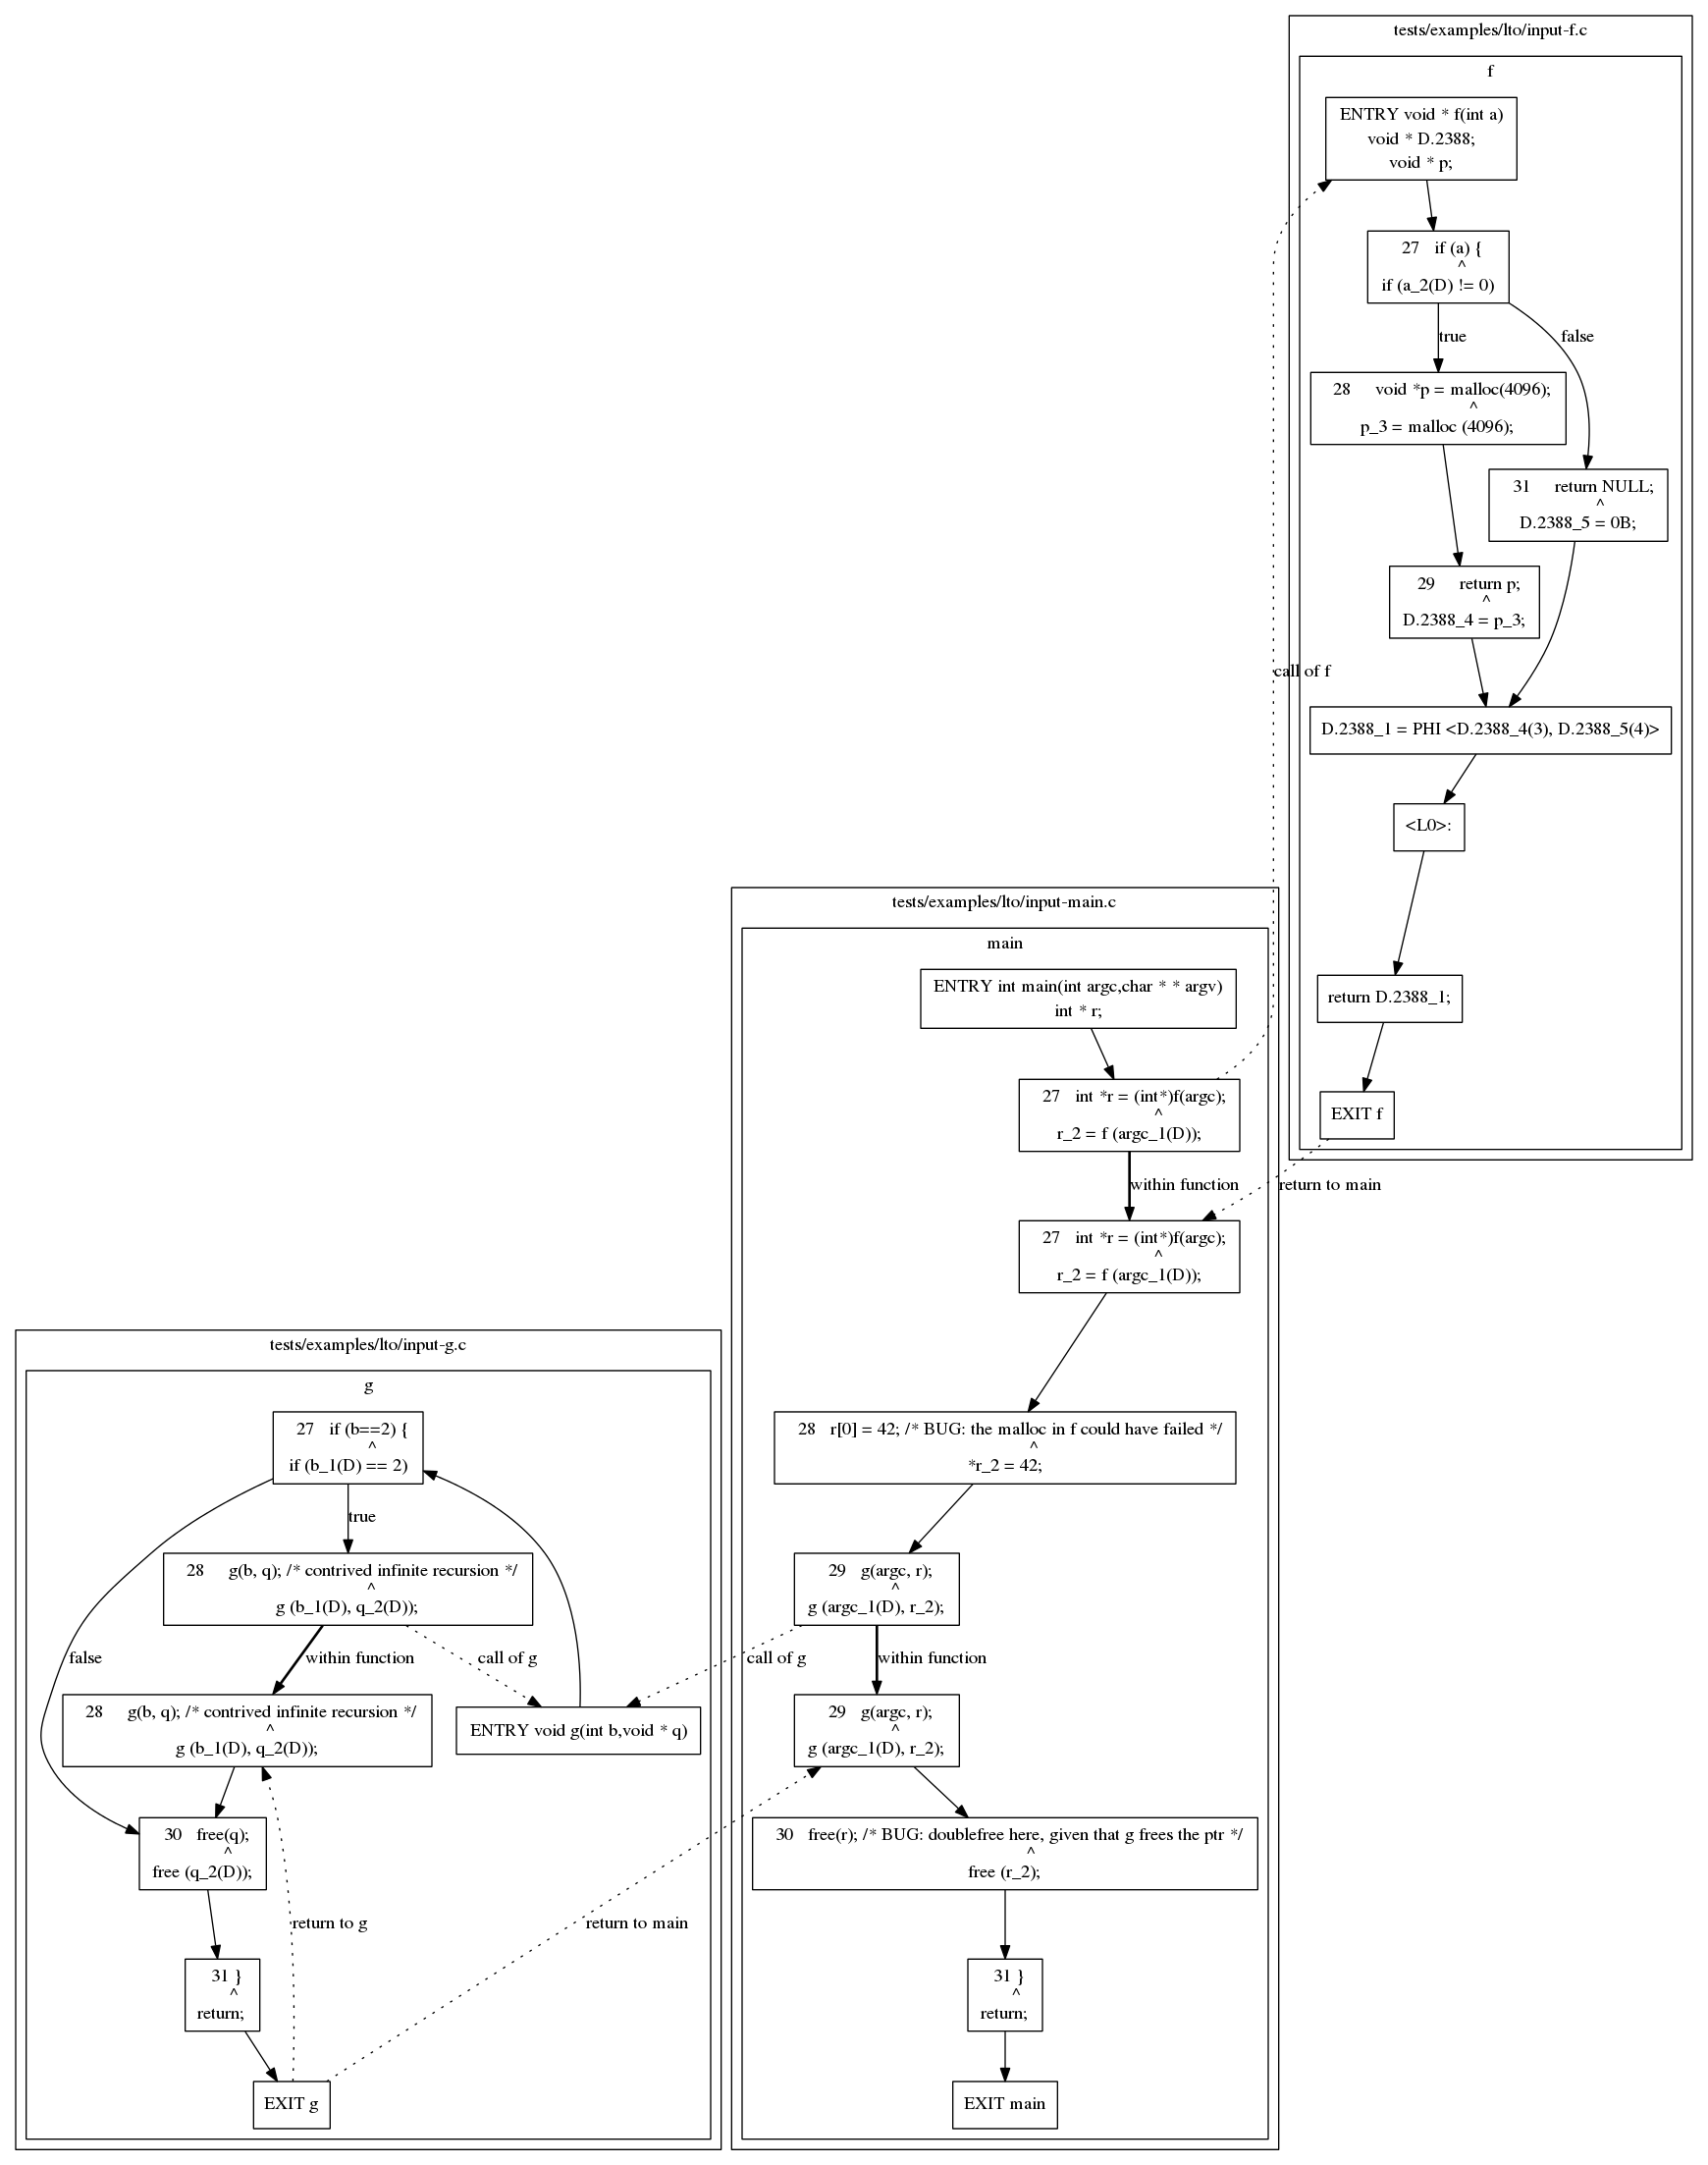 tests/examples/lto/input-f.c
f
ENTRY void * f(int a)
void * D.2388;
void * p;
27 if (a) {
^
if (a_2(D) != 0)
true
false
28 void *p = malloc(4096);
^
p_3 = malloc (4096);
31 return NULL;
^
D.2388_5 = 0B;
29 return p;
^
D.2388_4 = p_3;
call of f
D.2388_1 = PHI <D.2388_4(3), D.2388_5(4)>
<L0>:
return D.2388_1;
EXIT f
return to main
tests/examples/lto/input-main.c
main
ENTRY int main(int argc,char * * argv)
int * r;
27 int *r = (int*)f(argc);
^
r_2 = f (argc_1(D));
within function
27 int *r = (int*)f(argc);
^
r_2 = f (argc_1(D));
28 r[0] = 42; /* BUG: the malloc in f could have failed */
^
*r_2 = 42;
29 g(argc, r);
^
g (argc_1(D), r_2);
call of g
within function
29 g(argc, r);
^
g (argc_1(D), r_2);
30 free(r); /* BUG: doublefree here, given that g frees the ptr */
^
free (r_2);
31 }
^
return;
EXIT main
tests/examples/lto/input-g.c
g
27 if (b==2) {
^
if (b_1(D) == 2)
true
28 g(b, q); /* contrived infinite recursion */
^
g (b_1(D), q_2(D));
false
within function
call of g
28 g(b, q); /* contrived infinite recursion */
^
g (b_1(D), q_2(D));
ENTRY void g(int b,void * q)
30 free(q);
^
free (q_2(D));
return to g
return to main
31 }
^
return;
EXIT g